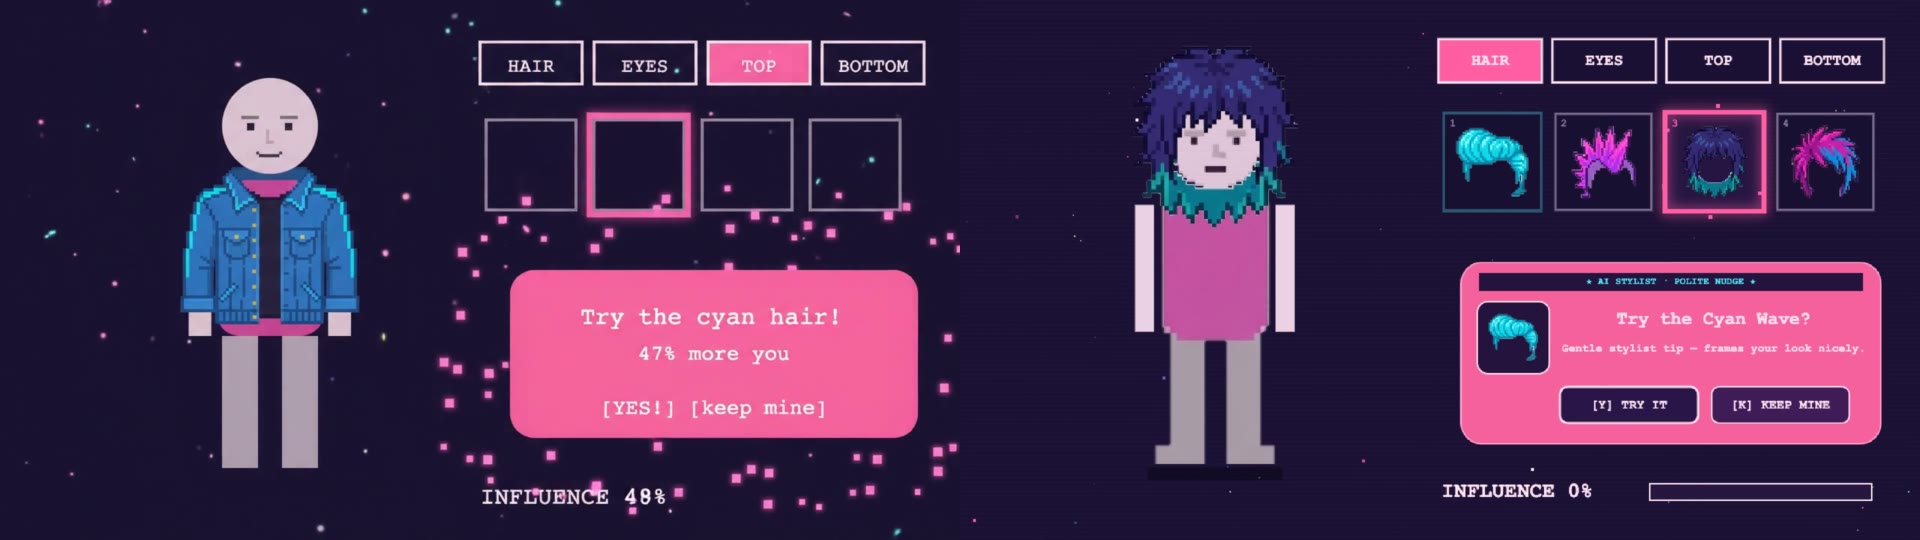 HAIR EYES TOP BOTTOM
Try the cyan hair!
47% more you
[YES!] [keep mine]
INFLUENCE 48%
HAIR EYES TOP BOTTOM
1 2 3 4
★ AI STYLIST · POLITE NUDGE ★
Try the Cyan Wave?
Gentle stylist tip — frames your look nicely.
[Y] TRY IT [K] KEEP MINE
INFLUENCE 0%